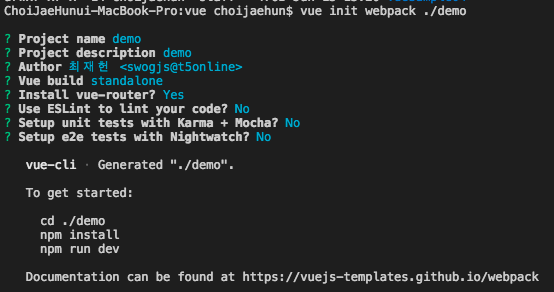 ChoiJaeHunui-MacBook-Pro:vue choijaehun$ vue init webpack ./demo
? Project name demo
? Project description demo
? Author 최재헌 <swogjs@t5online>
? Vue build standalone
? Install vue-router? Yes
? Use ESLint to lint your code? No
? Setup unit tests with Karma + Mocha? No
? Setup e2e tests with Nightwatch? No
vue-cli · Generated "./demo".
To get started:
cd ./demo
npm install
npm run dev
Documentation can be found at https://vuejs-templates.github.io/webpack